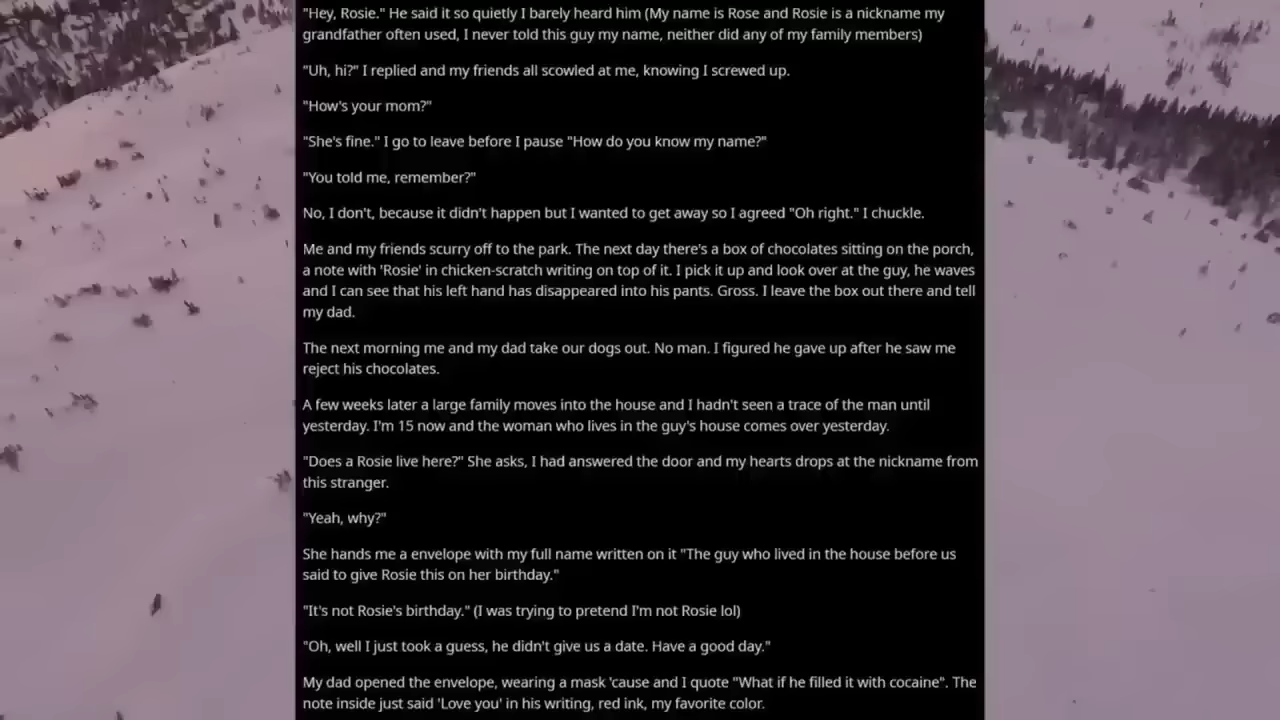 "Hey, Rosie." He said it so quietly I barely heard him (My name is Rose and Rosie is a nickname my
grandfather often used, I never told this guy my name, neither did any of my family members)
"Uh, hi?" I replied and my friends all scowled at me, knowing I screwed up.
"How's your mom?"
"She's fine." I go to leave before I pause "How do you know my name?"
"You told me, remember?"
No, I don't, because it didn't happen but I wanted to get away so I agreed "Oh right." I chuckle.
Me and my friends scurry off to the park. The next day there's a box of chocolates sitting on the porch,
a note with 'Rosie' in chicken-scratch writing on top of it. I pick it up and look over at the guy, he waves
and I can see that his left hand has disappeared into his pants. Gross. I leave the box out there and tell
my dad.
The next morning me and my dad take our dogs out. No man. I figured he gave up after he saw me
reject his chocolates.
A few weeks later a large family moves into the house and I hadn't seen a trace of the man until
yesterday. I'm 15 now and the woman who lives in the guy's house comes over yesterday.
"Does a Rosie live here?" She asks, I had answered the door and my hearts drops at the nickname from
this stranger.
"Yeah, why?"
She hands me a envelope with my full name written on it "The guy who lived in the house before us
said to give Rosie this on her birthday."
"It's not Rosie's birthday." (I was trying to pretend I'm not Rosie lol)
"Oh, well I just took a guess, he didn't give us a date. Have a good day."
My dad opened the envelope, wearing a mask 'cause and I quote "What if he filled it with cocaine". The
note inside just said 'Love you' in his writing, red ink, my favorite color.